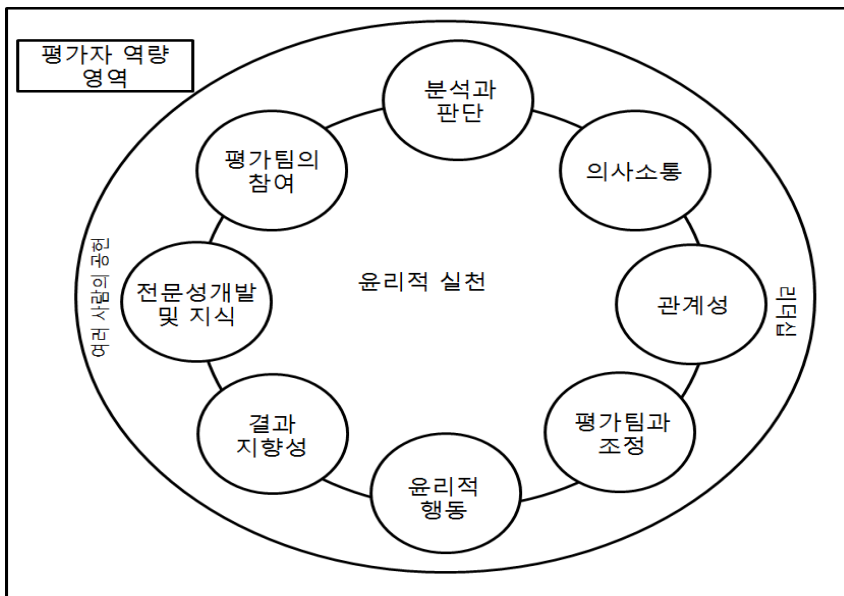 평가자 역량
영역
분석과
판단
평가팀의
참여
의사소통
여러 사람의 공헌
전문성개발
및 지식
윤리적 실천
관계성
리더십
결과
지향성
평가팀과
조정
윤리적
행동